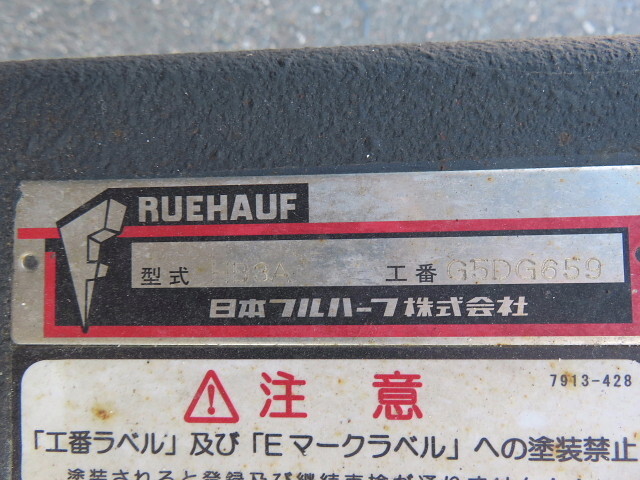 FRUEHAUF
型式 93A 工番 G5DG659
日本フルハーフ株式会社
注意 7913-428
「工番ラベル」及び「Eマークラベル」への塗装禁止